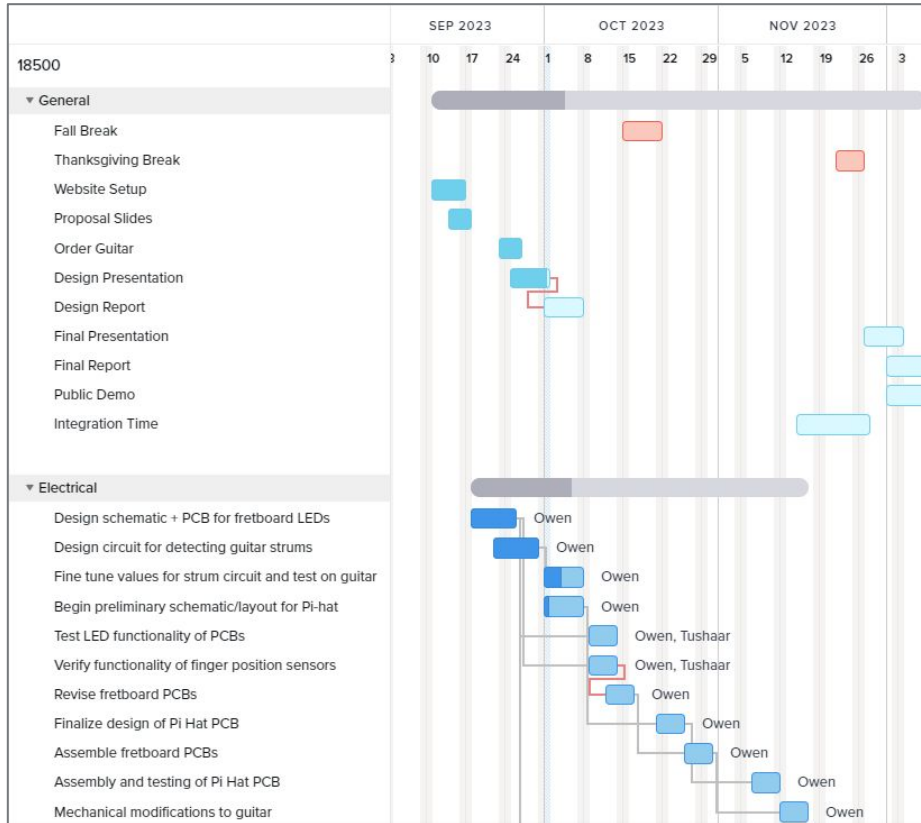 SEP 2023 OCT 2023 NOV 2023
18500 3 10 17 24 1 8 15 22 29 5 12 19 26 3
General
Fall Break
Thanksgiving Break
Website Setup
Proposal Slides
Order Guitar
Design Presentation
Design Report
Final Presentation
Final Report
Public Demo
Integration Time
Electrical
Design schematic + PCB for fretboard LEDs Owen
Design circuit for detecting guitar strums Owen
Fine tune values for strum circuit and test on guitar Owen
Begin preliminary schematic/layout for Pi-hat Owen
Test LED functionality of PCBs Owen, Tushaar
Verify functionality of finger position sensors Owen, Tushaar
Revise fretboard PCBs Owen
Finalize design of Pi Hat PCB Owen
Assemble fretboard PCBs Owen
Assembly and testing of Pi Hat PCB Owen
Mechanical modifications to guitar Owen